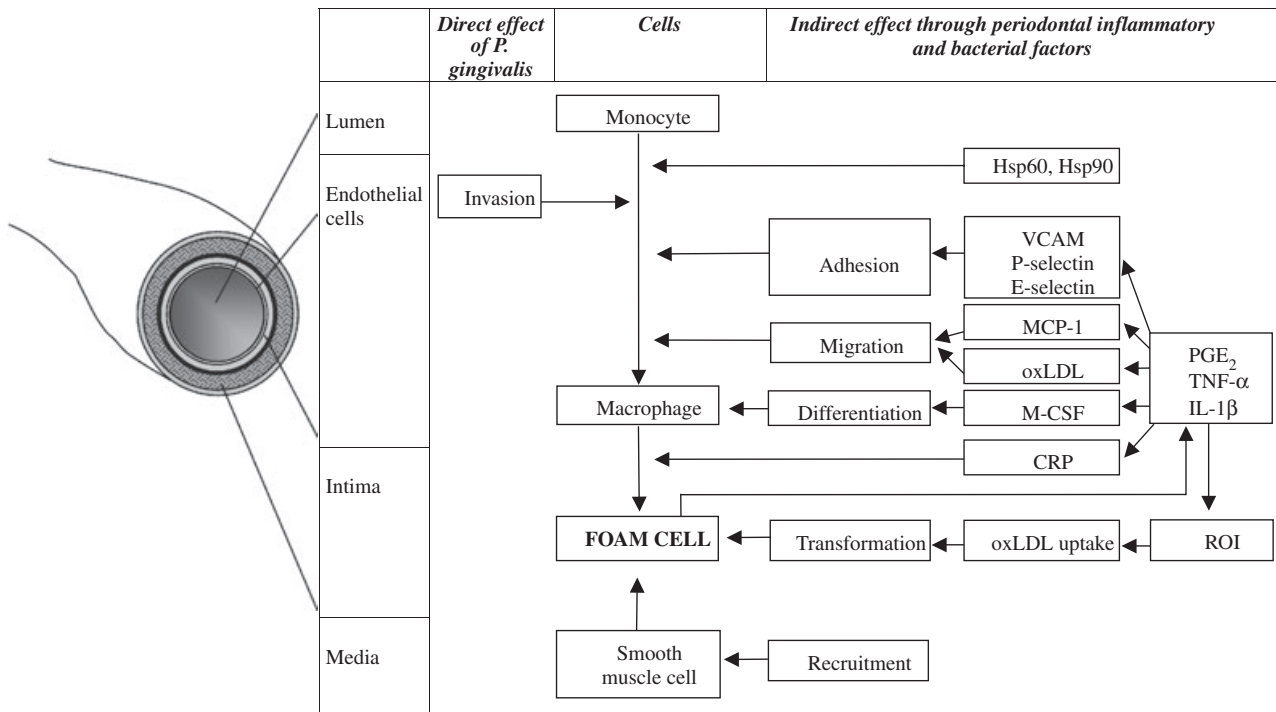 Direct effect
of P.
gingivalis
Cells
Indirect effect through periodontal inflammatory
and bacterial factors
Lumen
Monocyte
Hsp60, Hsp90
Endothelial
cells
Invasion
Adhesion
VCAM
P-selectin
E-selectin
Migration
MCP-1
oxLDL
PGE₂
TNF-α
IL-1β
Macrophage
Differentiation
M-CSF
CRP
Intima
FOAM CELL
Transformation
oxLDL uptake
ROI
Media
Smooth
muscle cell
Recruitment